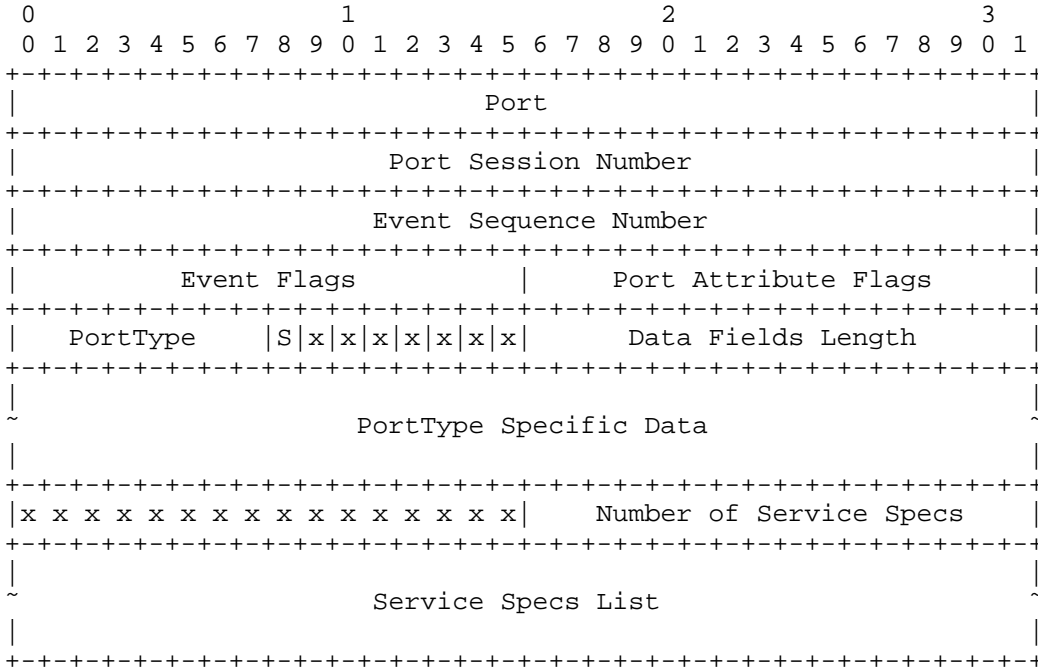 0                   1                   2                   3
 0 1 2 3 4 5 6 7 8 9 0 1 2 3 4 5 6 7 8 9 0 1 2 3 4 5 6 7 8 9 0 1
+-+-+-+-+-+-+-+-+-+-+-+-+-+-+-+-+-+-+-+-+-+-+-+-+-+-+-+-+-+-+-+-+
|                             Port                              |
+-+-+-+-+-+-+-+-+-+-+-+-+-+-+-+-+-+-+-+-+-+-+-+-+-+-+-+-+-+-+-+-+
|                       Port Session Number                     |
+-+-+-+-+-+-+-+-+-+-+-+-+-+-+-+-+-+-+-+-+-+-+-+-+-+-+-+-+-+-+-+-+
|                      Event Sequence Number                    |
+-+-+-+-+-+-+-+-+-+-+-+-+-+-+-+-+-+-+-+-+-+-+-+-+-+-+-+-+-+-+-+-+
|          Event Flags          |     Port Attribute Flags      |
+-+-+-+-+-+-+-+-+-+-+-+-+-+-+-+-+-+-+-+-+-+-+-+-+-+-+-+-+-+-+-+-+
|   PortType    |S|x|x|x|x|x|x|x|      Data Fields Length       |
+-+-+-+-+-+-+-+-+-+-+-+-+-+-+-+-+-+-+-+-+-+-+-+-+-+-+-+-+-+-+-+-+
|                                                               |
~                     PortType Specific Data                    ~
|                                                               |
+-+-+-+-+-+-+-+-+-+-+-+-+-+-+-+-+-+-+-+-+-+-+-+-+-+-+-+-+-+-+-+-+
|x x x x x x x x x x x x x x x x|    Number of Service Specs    |
+-+-+-+-+-+-+-+-+-+-+-+-+-+-+-+-+-+-+-+-+-+-+-+-+-+-+-+-+-+-+-+-+
|                                                               |
~                      Service Specs List                       ~
|                                                               |
+-+-+-+-+-+-+-+-+-+-+-+-+-+-+-+-+-+-+-+-+-+-+-+-+-+-+-+-+-+-+-+-+